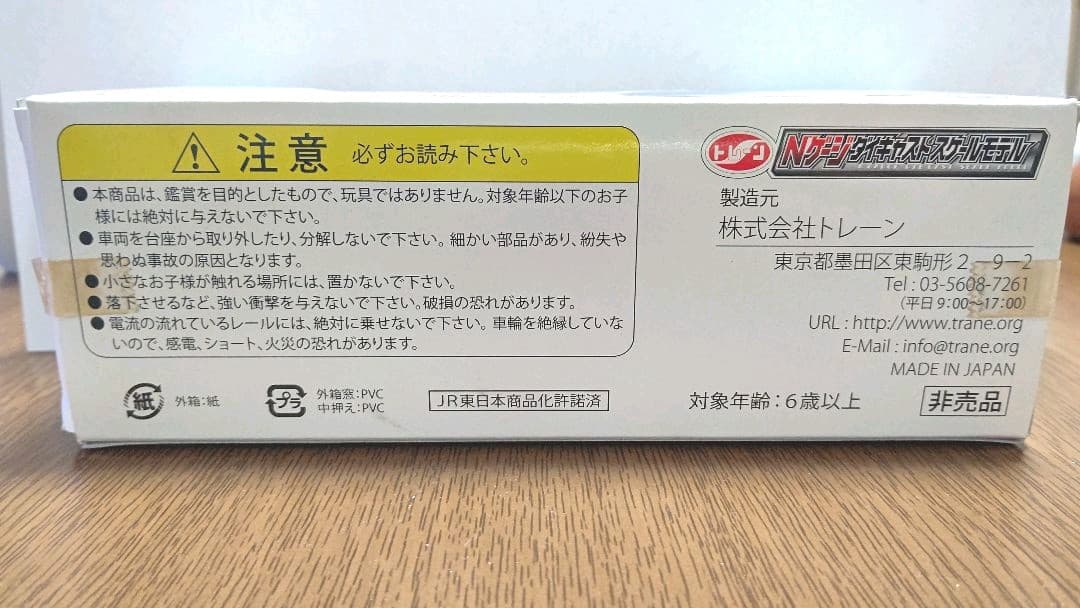 注意 必ずお読み下さい。
●本商品は、鑑賞を目的としたもので、玩具ではありません。対象年齢以下のお子
様には絶対に与えないで下さい。
●車両を台座から取り外したり、分解しないで下さい。細かい部品があり、紛失や
思わぬ事故の原因となります。
●小さなお子様が触れる場所には、置かないで下さい。
●落下させるなど、強い衝撃を与えないで下さい。破損の恐れがあります。
●電流の流れているレールには、絶対に乗せないで下さい。車輪を絶縁していな
いので、感電、ショート、火災の恐れがあります。
紙 外箱：紙
プラ 外箱窓：PVC
中押え：PVC
JR東日本商品化許諾済
トレーン Nゲージダイキャストスケールモデル
製造元
株式会社トレーン
東京都墨田区東駒形2-9-2
Tel : 03-5608-7261
（平日9：00～17：00）
URL : http://www.trane.org
E-Mail : info@trane.org
MADE IN JAPAN
対象年齢：6歳以上
非売品